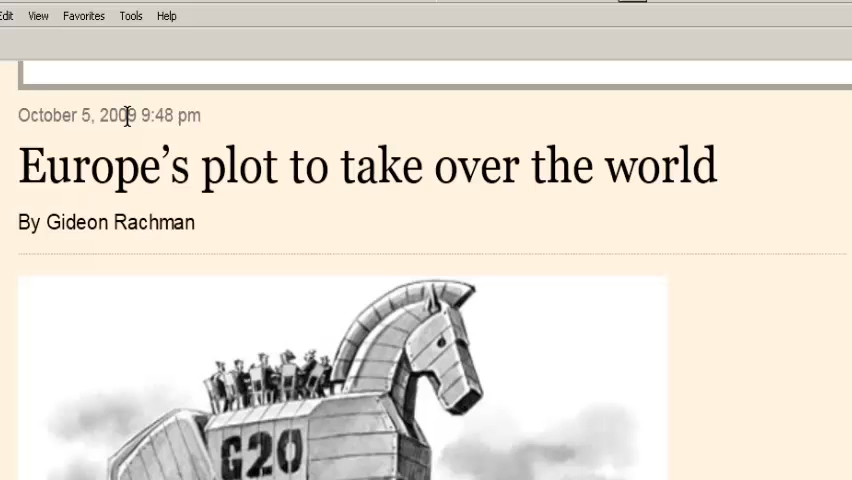 Edit View Favorites Tools Help
October 5, 2009 9:48 pm
Europe's plot to take over the world
By Gideon Rachman
G20